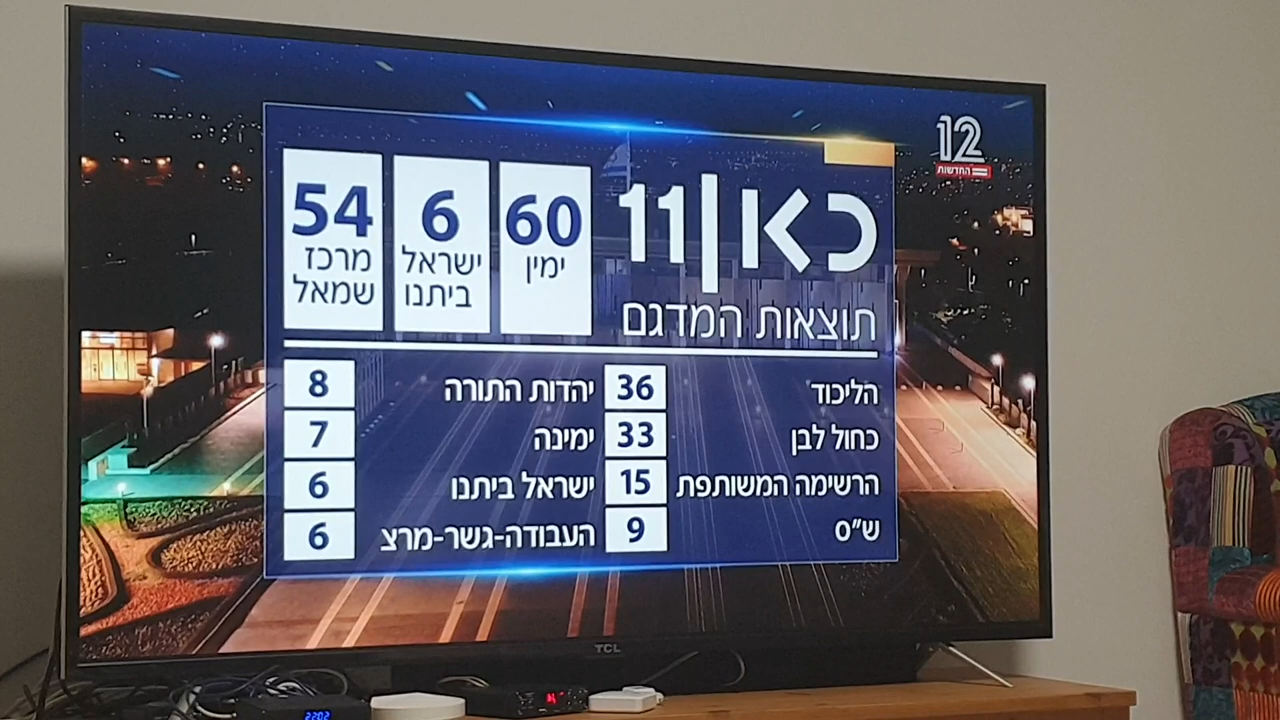 12
החדשות
כאן 11
תוצאות המדגם
60
ימין
6
ישראל
ביתנו
54
מרכז
שמאל
הליכוד 36
כחול לבן 33
הרשימה המשותפת 15
ש"ס 9
יהדות התורה 8
ימינה 7
ישראל ביתנו 6
העבודה-גשר-מרצ 6
TCL
2202